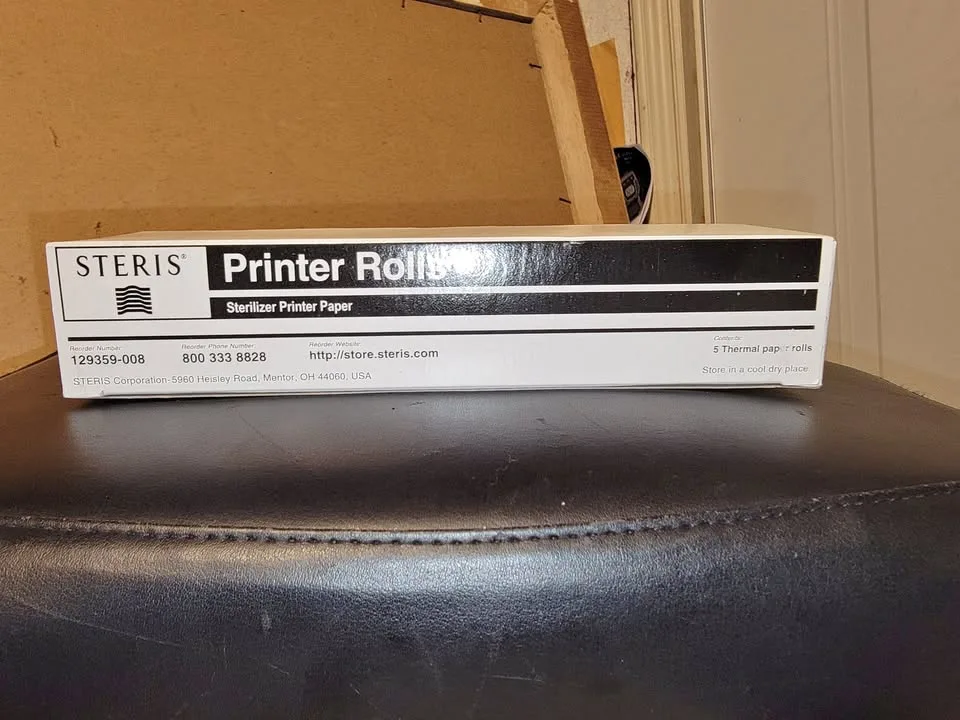 STERIS®
Printer Rolls
Sterilizer Printer Paper
Reorder Number:
129359-008
Reorder Phone Number:
800 333 8828
Reorder Website:
http://store.steris.com
Contents:
5 Thermal paper rolls
STERIS Corporation-5960 Heisley Road, Mentor, OH 44060, USA
Store in a cool dry place